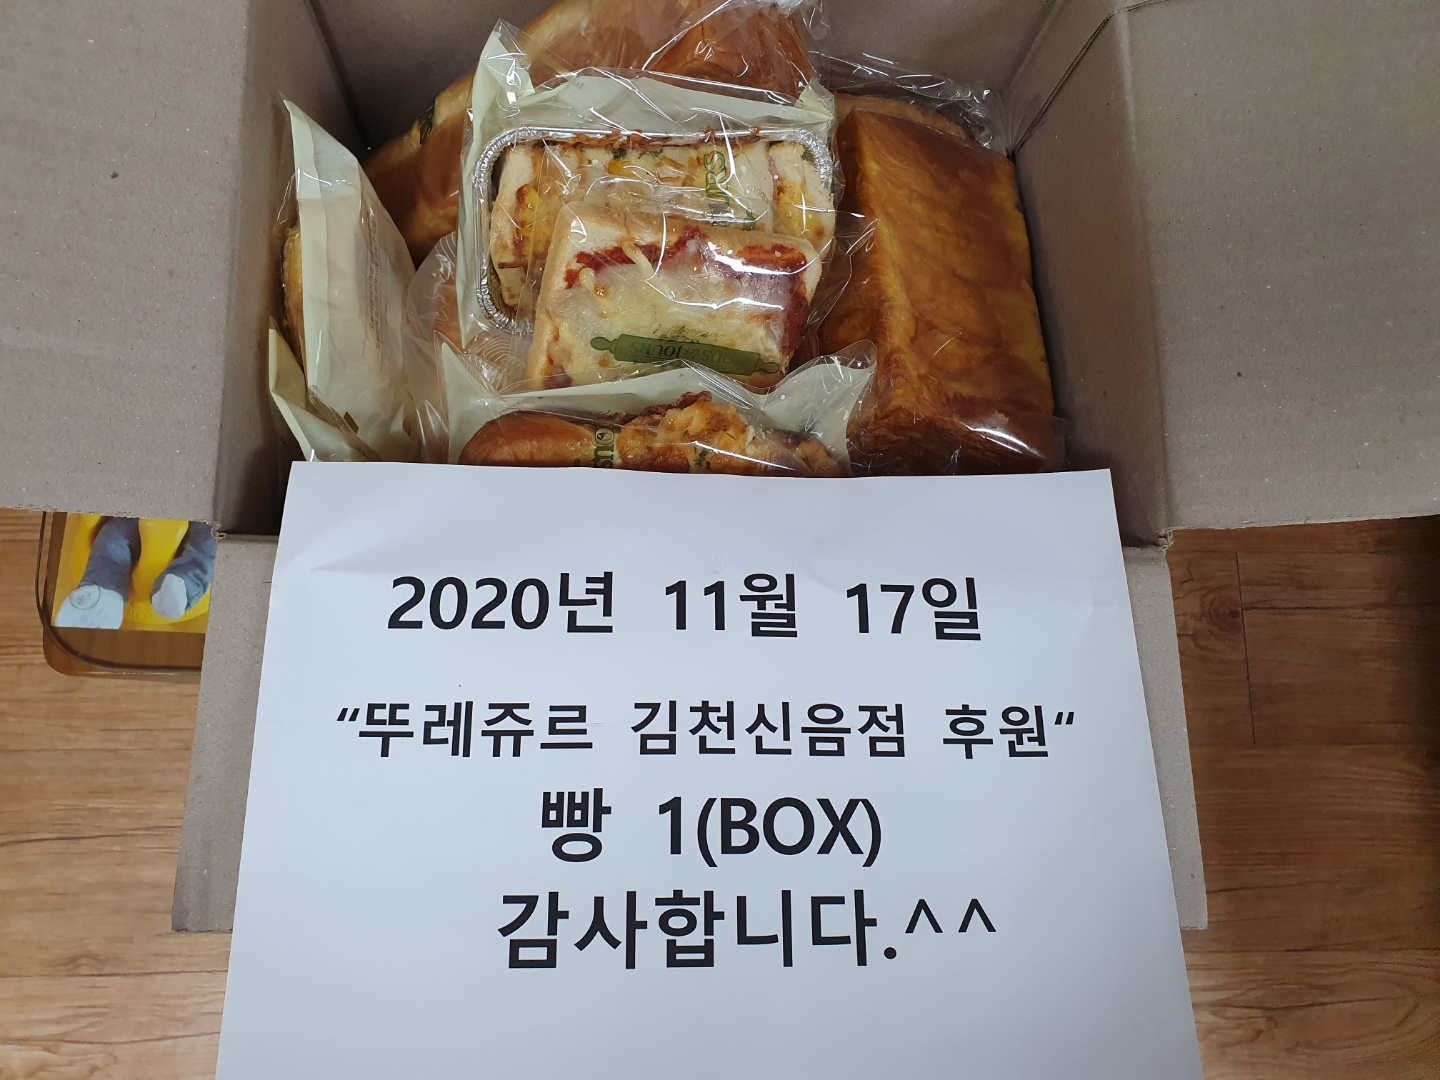 2020년 11월 17일
“뚜레쥬르 김천신음점 후원“
빵 1(BOX)
감사합니다.^^